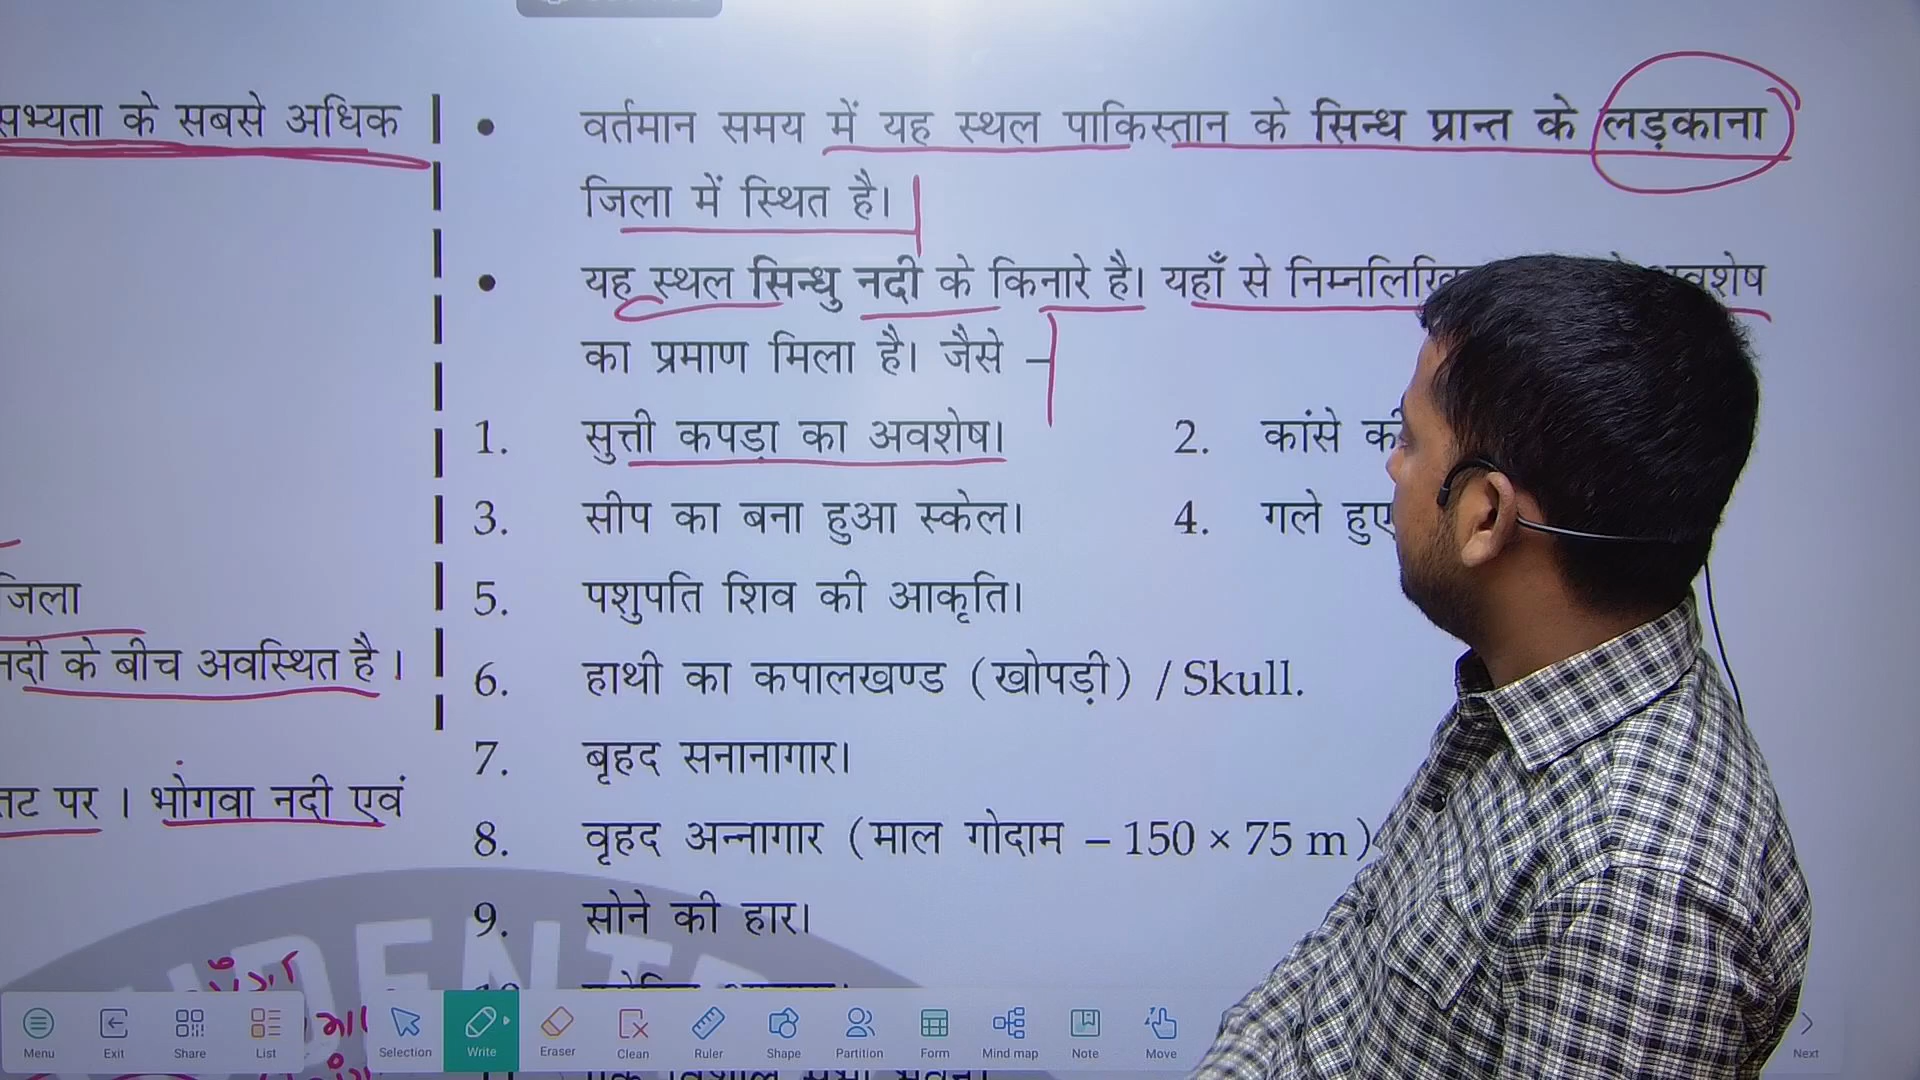 सभ्यता के सबसे अधिक
जिला
नदी के बीच अवस्थित है ।
तट पर । भोगवा नदी एवं
• वर्तमान समय में यह स्थल पाकिस्तान के सिन्ध प्रान्त के लड़काना
जिला में स्थित है।
• यह स्थल सिन्धु नदी के किनारे है। यहाँ से
का प्रमाण मिला है। जैसे –
1. सुत्ती कपड़ा का अवशेष। 2. कांसे की
3. सीप का बना हुआ स्केल। 4. गले हुए
5. पशुपति शिव की आकृति।
6. हाथी का कपालखण्ड (खोपड़ी) / Skull.
7. बृहद सनानागार।
8. वृहद अन्नागार (माल गोदाम – 150 × 75 m)
9. सोने की हार।
Menu Exit Share List Selection Write Eraser Clean Ruler Shape Partition Form Mind map Note Move Next